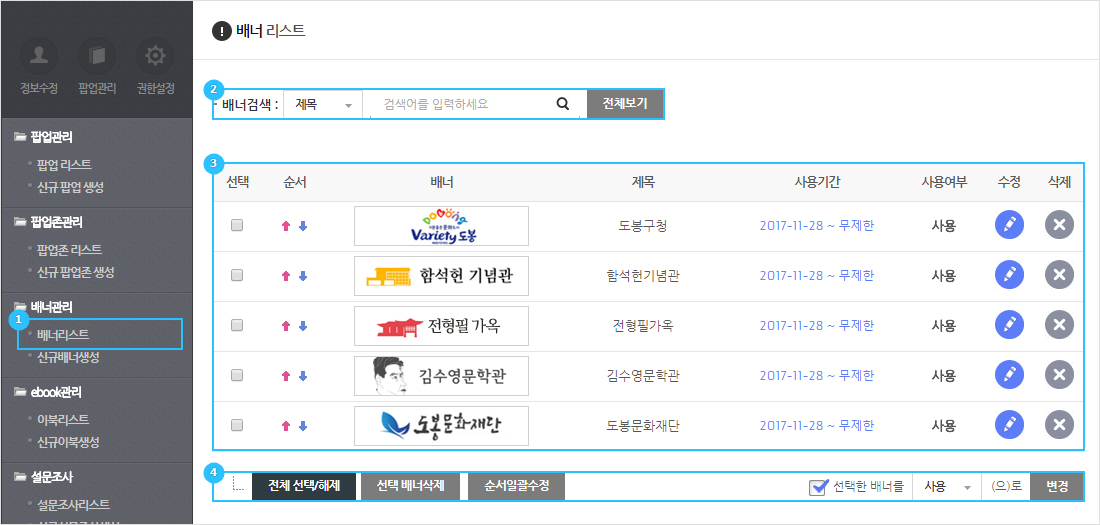 정보수정 팝업관리 권한설정
팝업관리
팝업 리스트
신규 팝업 생성
팝업존관리
팝업존 리스트
신규 팝업존 생성
배너관리
1
배너리스트
신규배너생성
ebook관리
이북리스트
신규이북생성
설문조사
설문조사리스트
! 배너 리스트
2
배너검색 : 제목 검색어를 입력하세요 전체보기
3
선택 순서 배너 제목 사용기간 사용여부 수정 삭제
Variety 도봉 도봉구청 2017-11-28 ~ 무제한 사용
함석헌 기념관 함석헌기념관 2017-11-28 ~ 무제한 사용
전형필 가옥 전형필가옥 2017-11-28 ~ 무제한 사용
김수영문학관 김수영문학관 2017-11-28 ~ 무제한 사용
도봉문화재단 도봉문화재단 2017-11-28 ~ 무제한 사용
4
전체 선택/해제 선택 배너삭제 순서일괄수정 선택한 배너를 사용 (으)로 변경